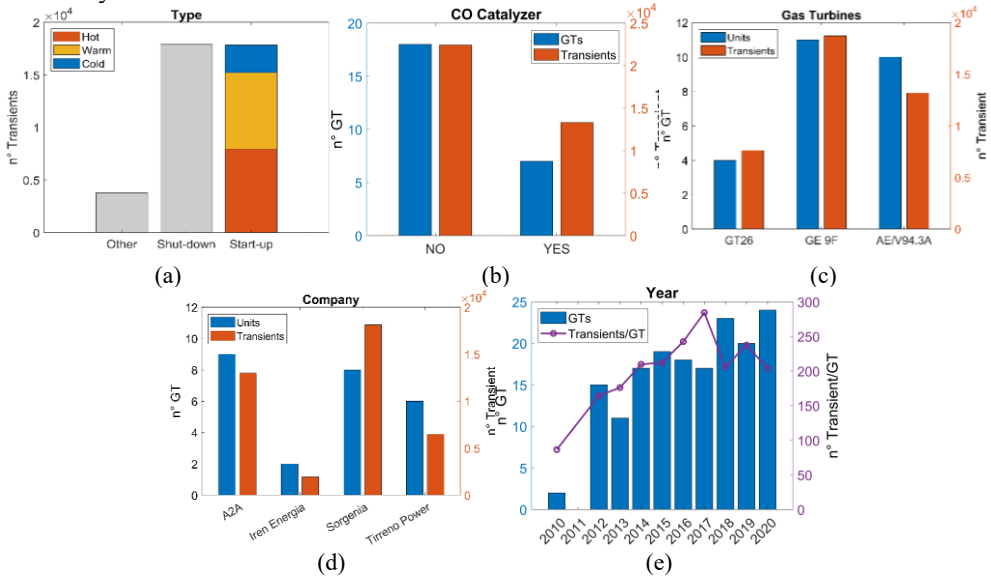 Type
×10⁴
2
1.5
1
0.5
0
n° Transients
Hot
Warm
Cold
Other
Shut-down
Start-up
(a)
CO Catalyzer
×10⁴
20
15
10
5
0
n° GT
GTs
Transients
2.5
2
1.5
1
0.5
0
n° Transient
NO
YES
(b)
Gas Turbines
×10⁴
12
10
8
6
4
2
0
n° GT
Units
Transients
2
1.5
1
0.5
0
n° Transient
GT26
GE 9F
AE/V94.3A
(c)
Company
×10⁴
12
10
8
6
4
2
0
n° GT
Units
Transients
2
1.5
1
0.5
0
n° Transient
A2A
Iren Energia
Sorgenia
Tirreno Power
(d)
Year
25
20
15
10
5
0
n° GT
GTs
Transients/GT
300
250
200
150
100
50
0
n° Transient/GT
2010
2011
2012
2013
2014
2015
2016
2017
2018
2019
2020
(e)